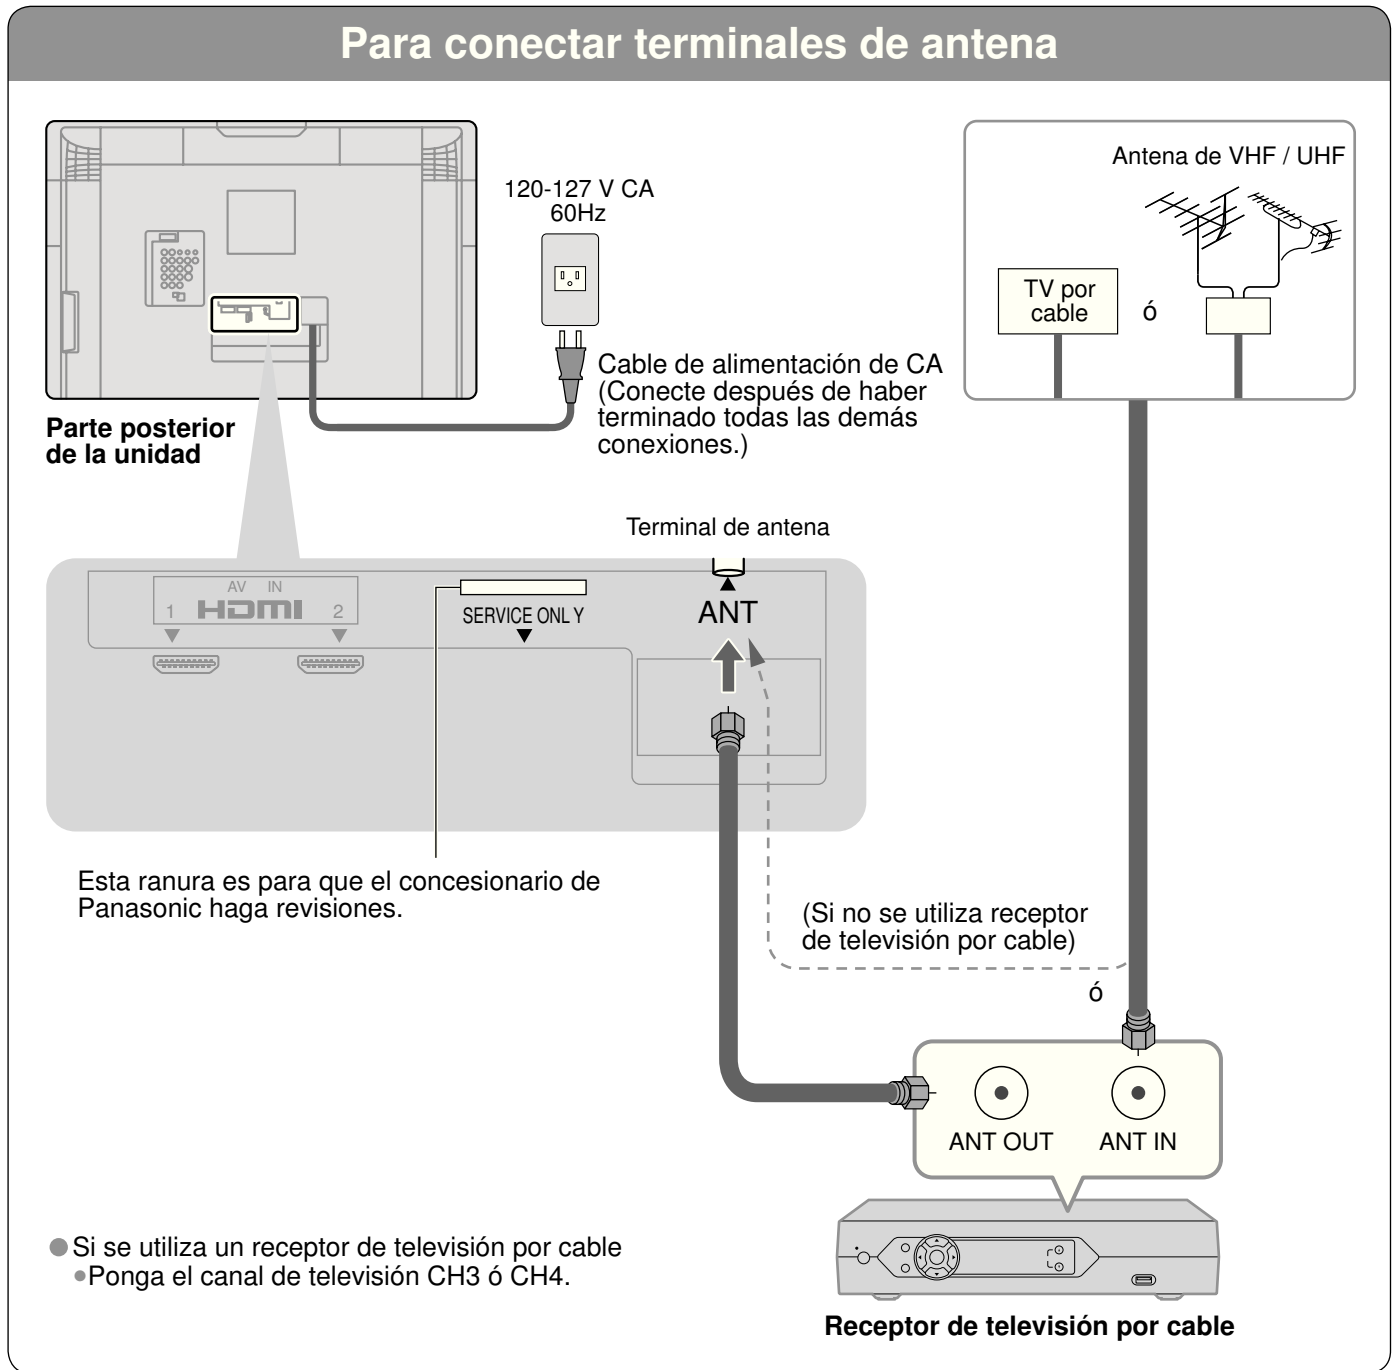 Para conectar terminales de antena
Antena de VHF / UHF
120-127 V CA
60Hz
TV por
cable
ó
Cable de alimentación de CA
(Conecte después de haber
terminado todas las demás
conexiones.)
Parte posterior
de la unidad
Terminal de antena
AV IN
1 HDMI 2
SERVICE ONL Y
ANT
Esta ranura es para que el concesionario de
Panasonic haga revisiones.
(Si no se utiliza receptor
de televisión por cable)
ó
ANT OUT ANT IN
● Si se utiliza un receptor de televisión por cable
●Ponga el canal de televisión CH3 ó CH4.
Receptor de televisión por cable